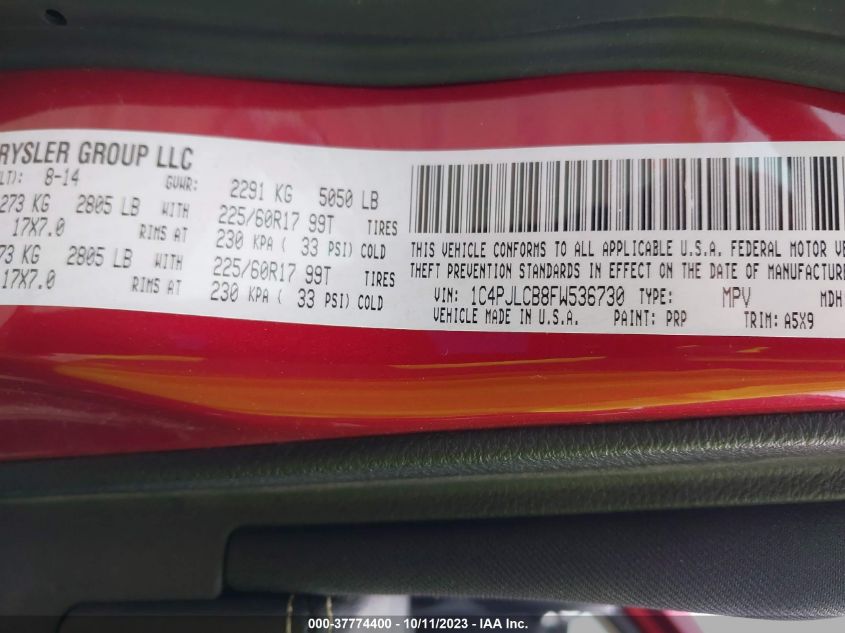 RYSLER GROUP LLC
LT): 8-14 GVWR: 2291 KG 5050 LB
273 KG 2805 LB WITH 225/60R17 99T TIRES
17X7.0 RIMS AT 230 KPA ( 33 PSI) COLD
73 KG 2805 LB WITH 225/60R17 99T TIRES
17X7.0 RIMS AT 230 KPA ( 33 PSI) COLD
THIS VEHICLE CONFORMS TO ALL APPLICABLE U.S.A. FEDERAL MOTOR VE
THEFT PREVENTION STANDARDS IN EFFECT ON THE DATE OF MANUFACTURE
VIN: 1C4PJLCB8FW536730 TYPE: MPV MDH
VEHICLE MADE IN U.S.A. PAINT: PRP TRIM: A5X9
000-37774400 - 10/11/2023 - IAA Inc.